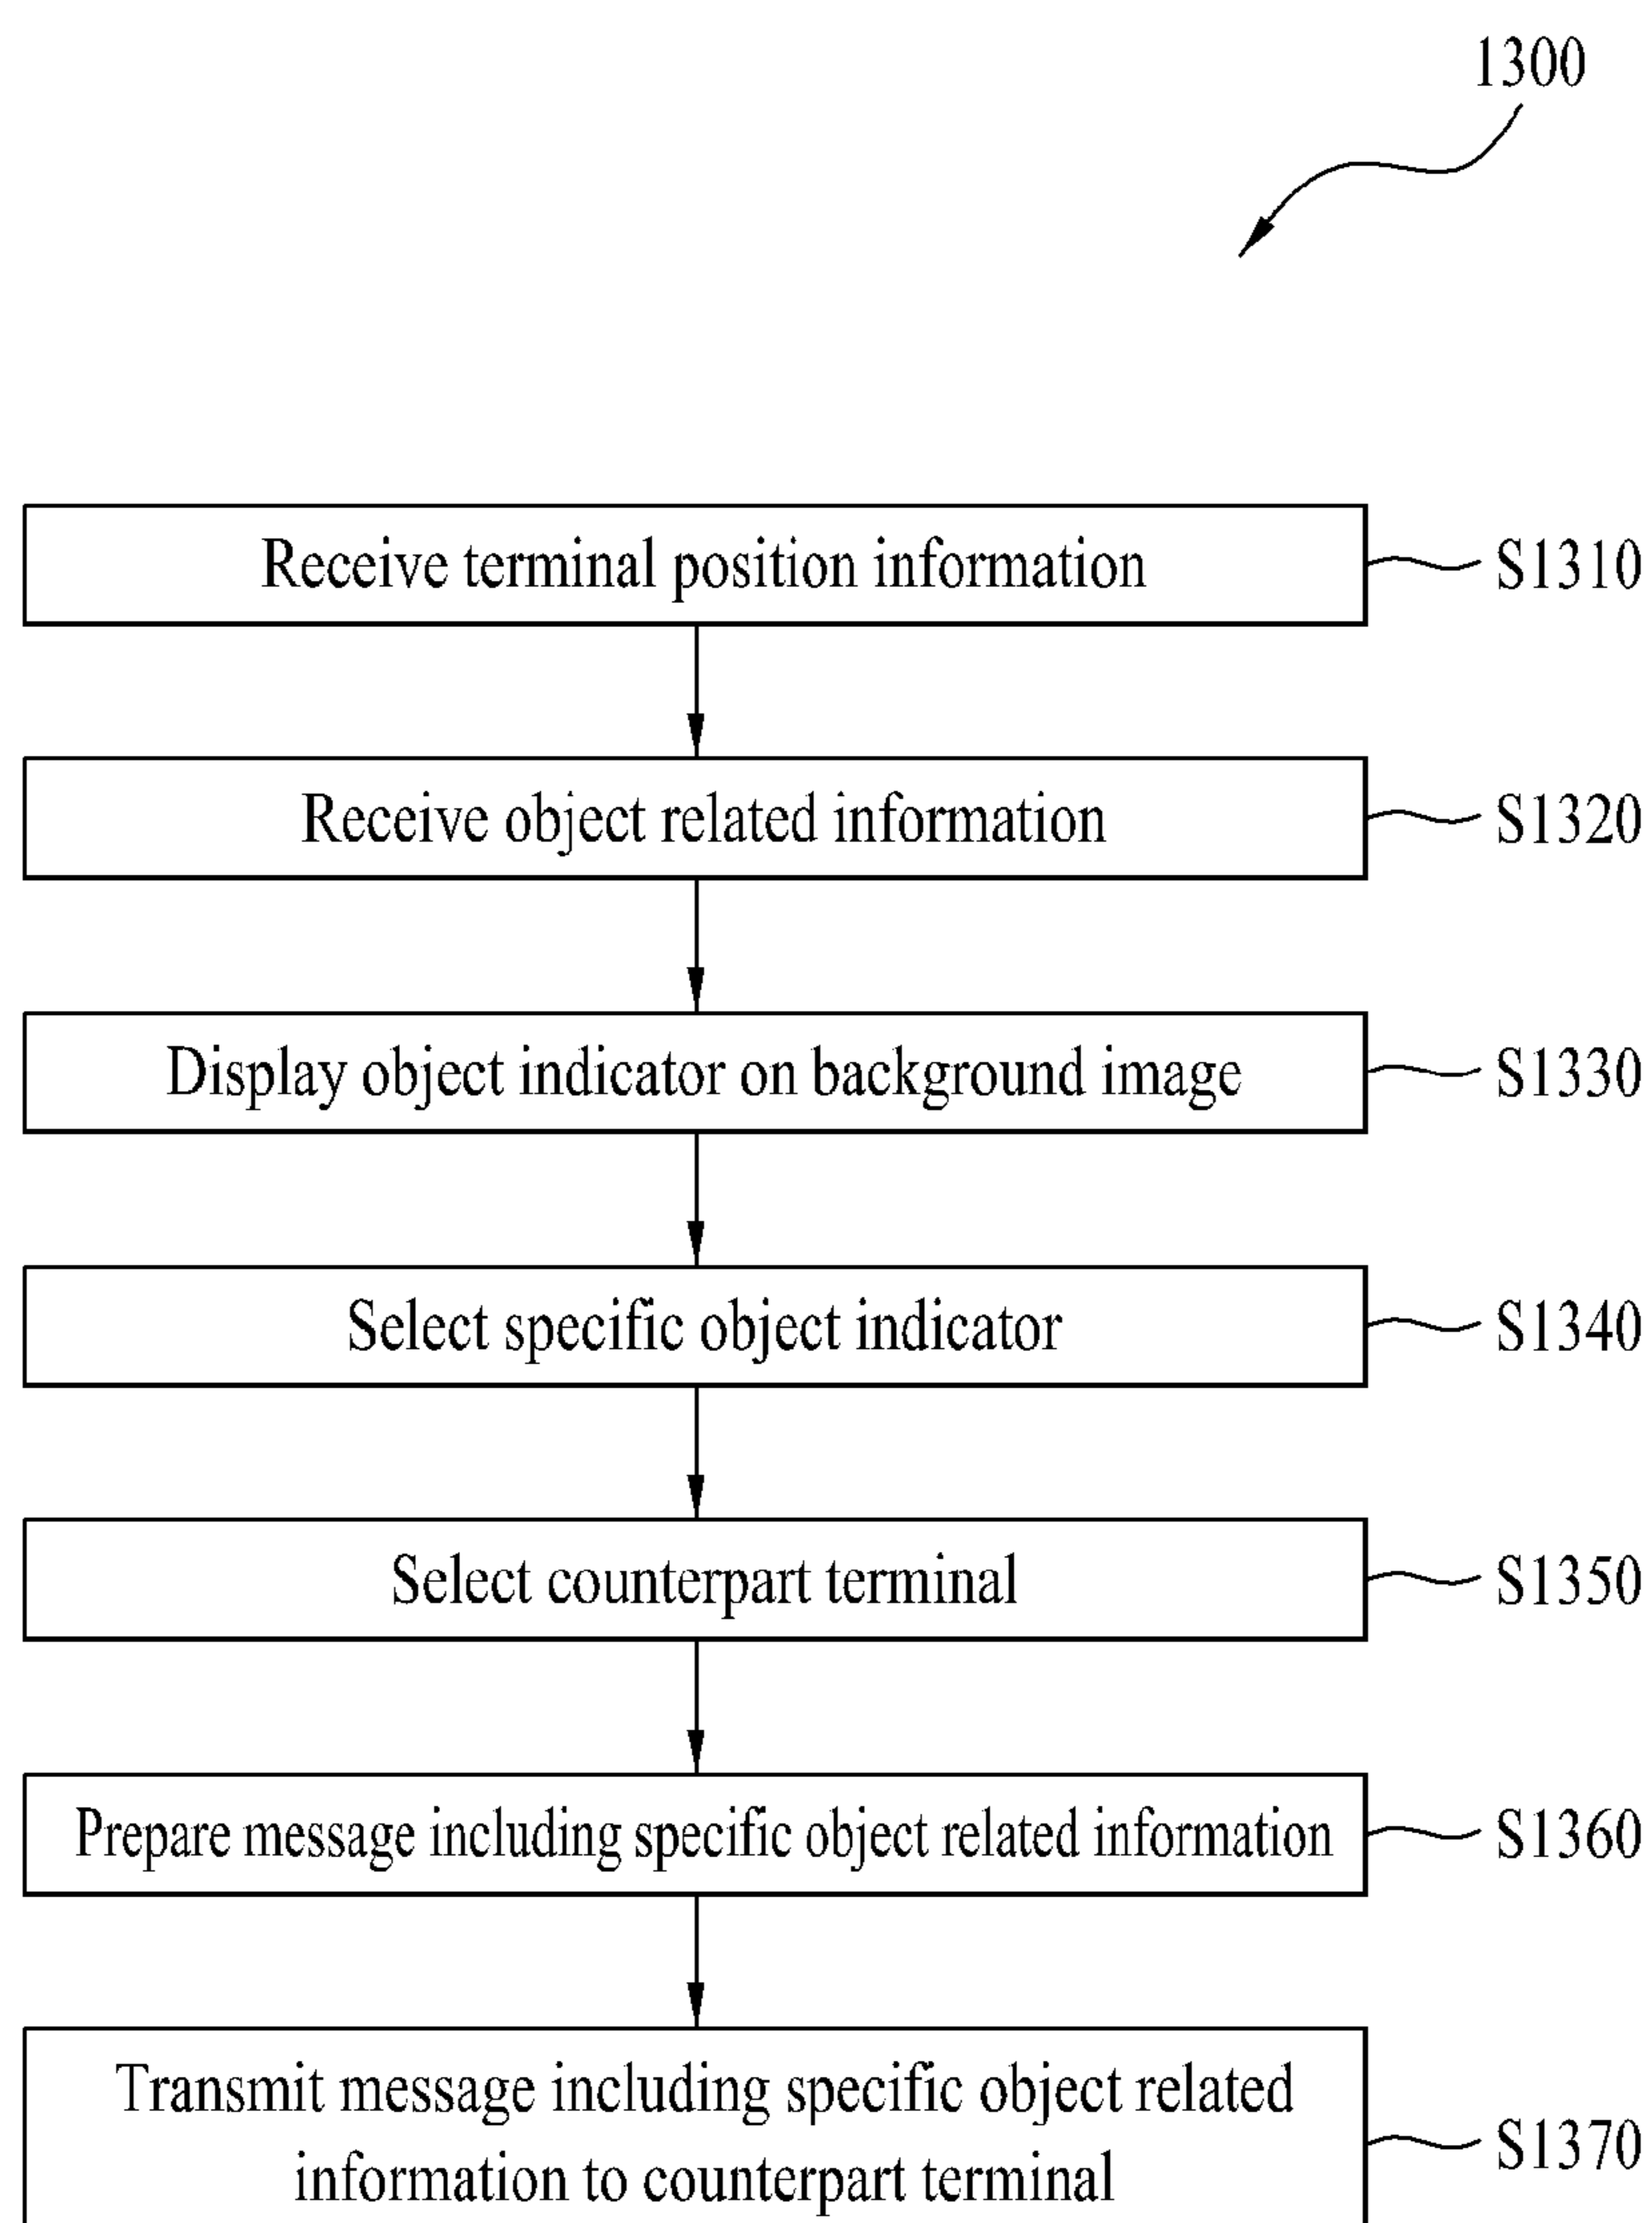 1300
Receive terminal position information
S1310
Receive object related information
S1320
Display object indicator on background image
S1330
Select specific object indicator
S1340
Select counterpart terminal
S1350
Prepare message including specific object related information
S1360
Transmit message including specific object related
information to counterpart terminal
S1370